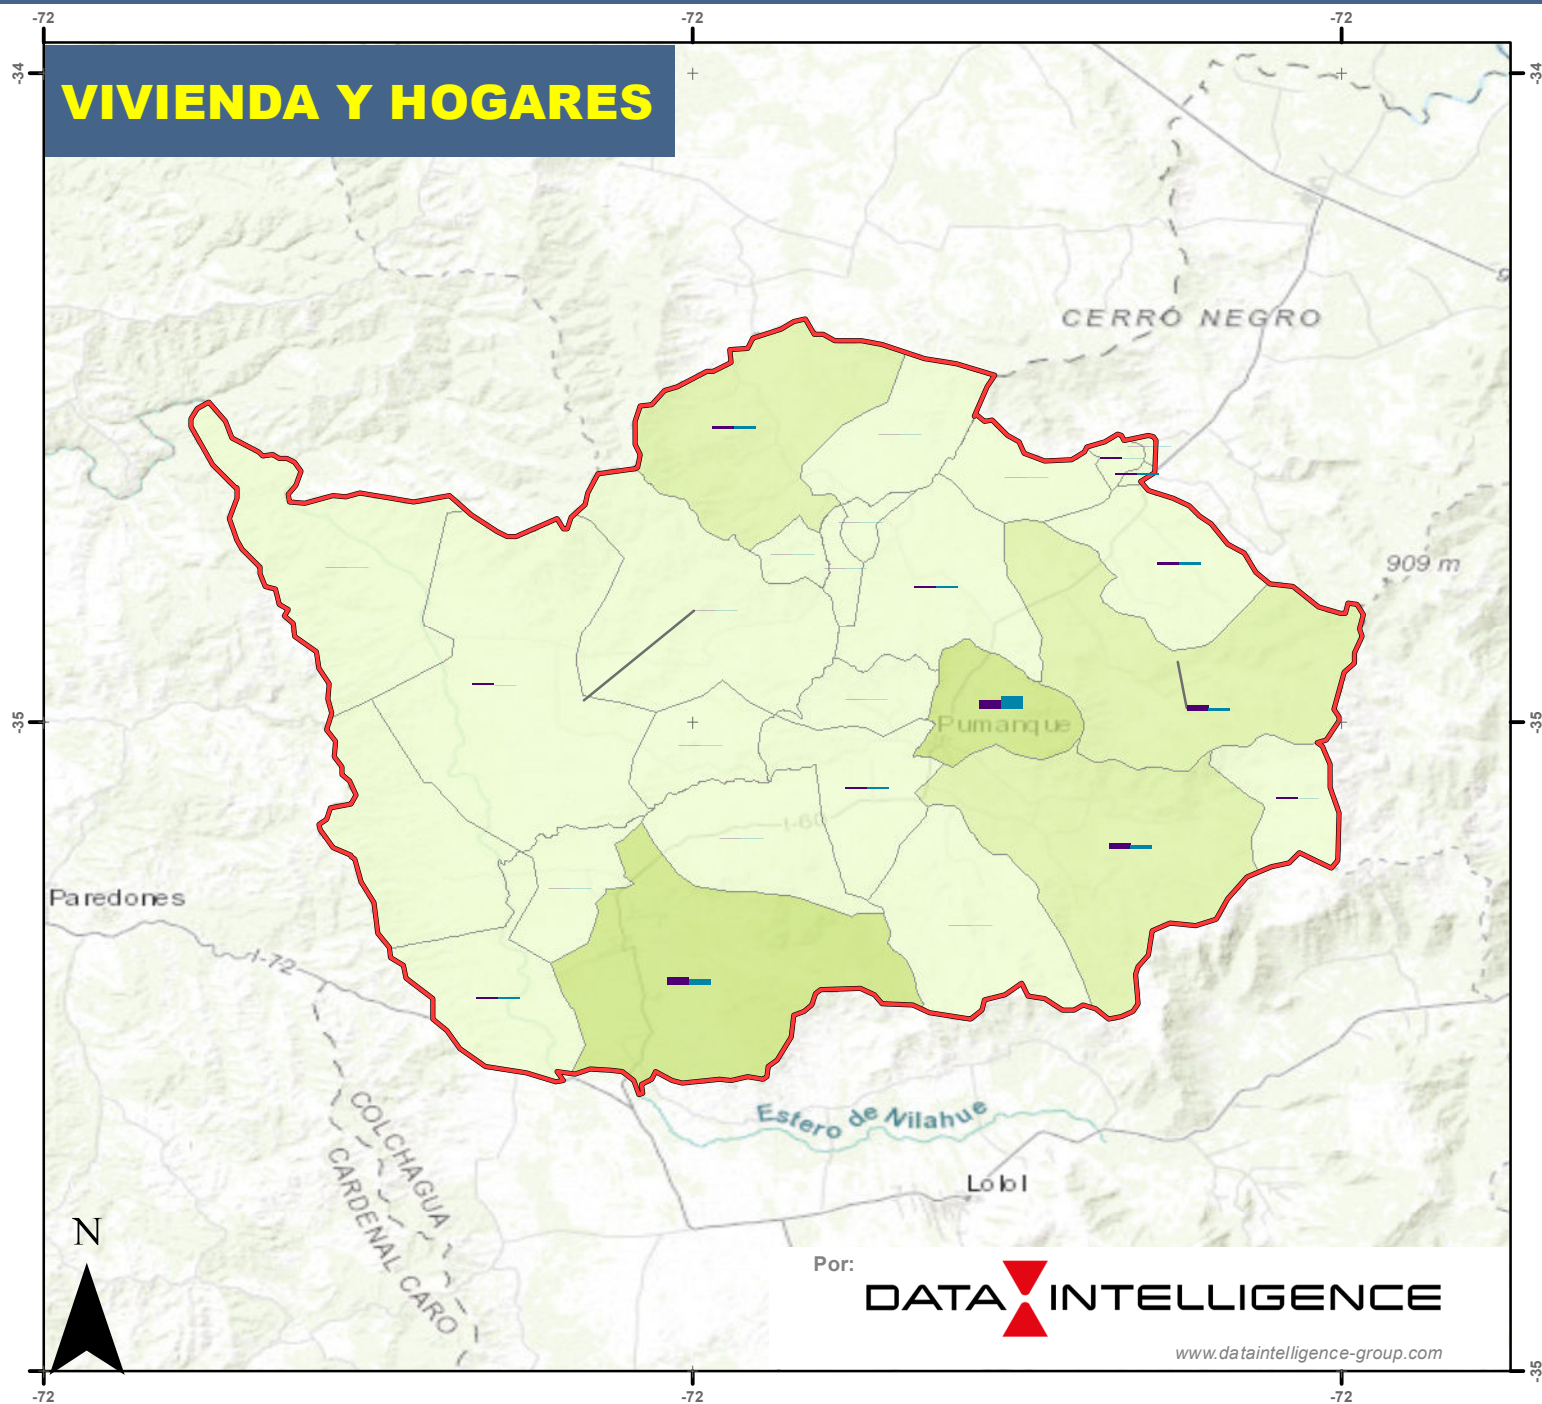 -72
-72
-72
-34
-34
VIVIENDA Y HOGARES
9
CERRO NEGRO
909 m
-35
-35
Pumanque
I-60
Paredones
I-72
COLCHAGUA
CARDENAL CARO
Estero de Nilahue
Lolol
N
Por:
DATA INTELLIGENCE
www.dataintelligence-group.com
-35
-72
-72
-72